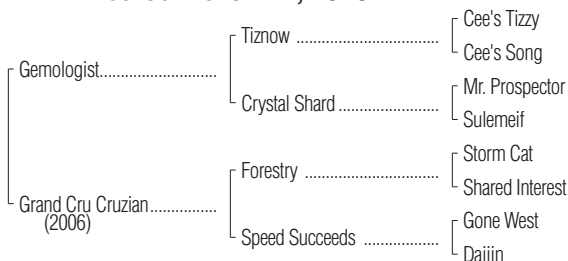 Cee's Tizzy
Tiznow
Cee's Song
Gemologist
Mr. Prospector
Crystal Shard
Sulemeif
Storm Cat
Forestry
Shared Interest
Grand Cru Cruzian
(2006)
Gone West
Speed Succeeds
Daijin